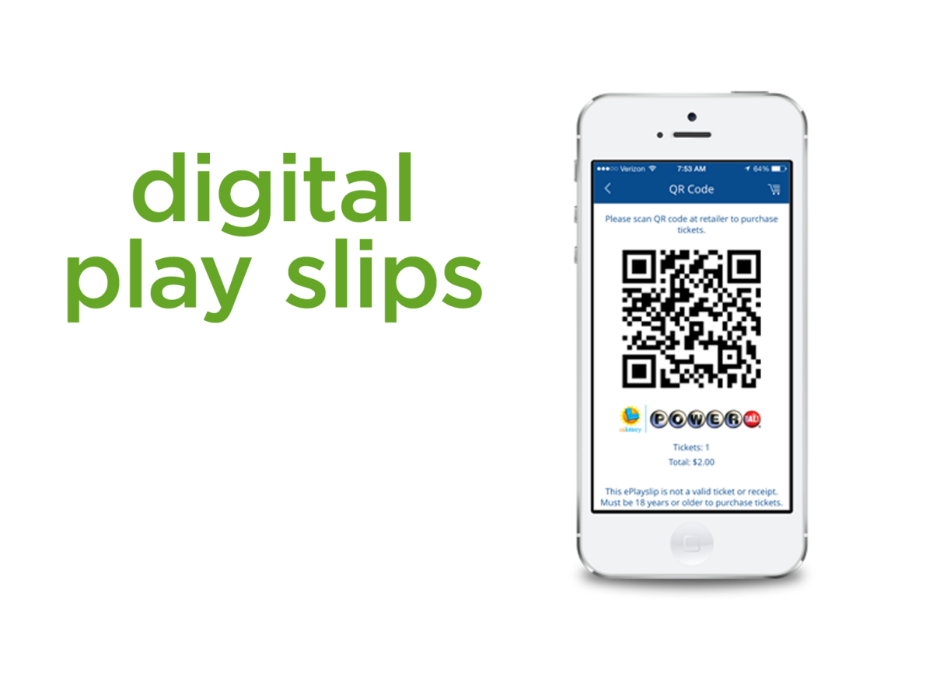 digital
play slips
Verizon 7:53 AM 64%
QR Code
Please scan QR code at retailer to purchase
tickets.
calottery POWERBALL
Tickets: 1
Total: $2.00
This ePlayslip is not a valid ticket or receipt.
Must be 18 years or older to purchase tickets.